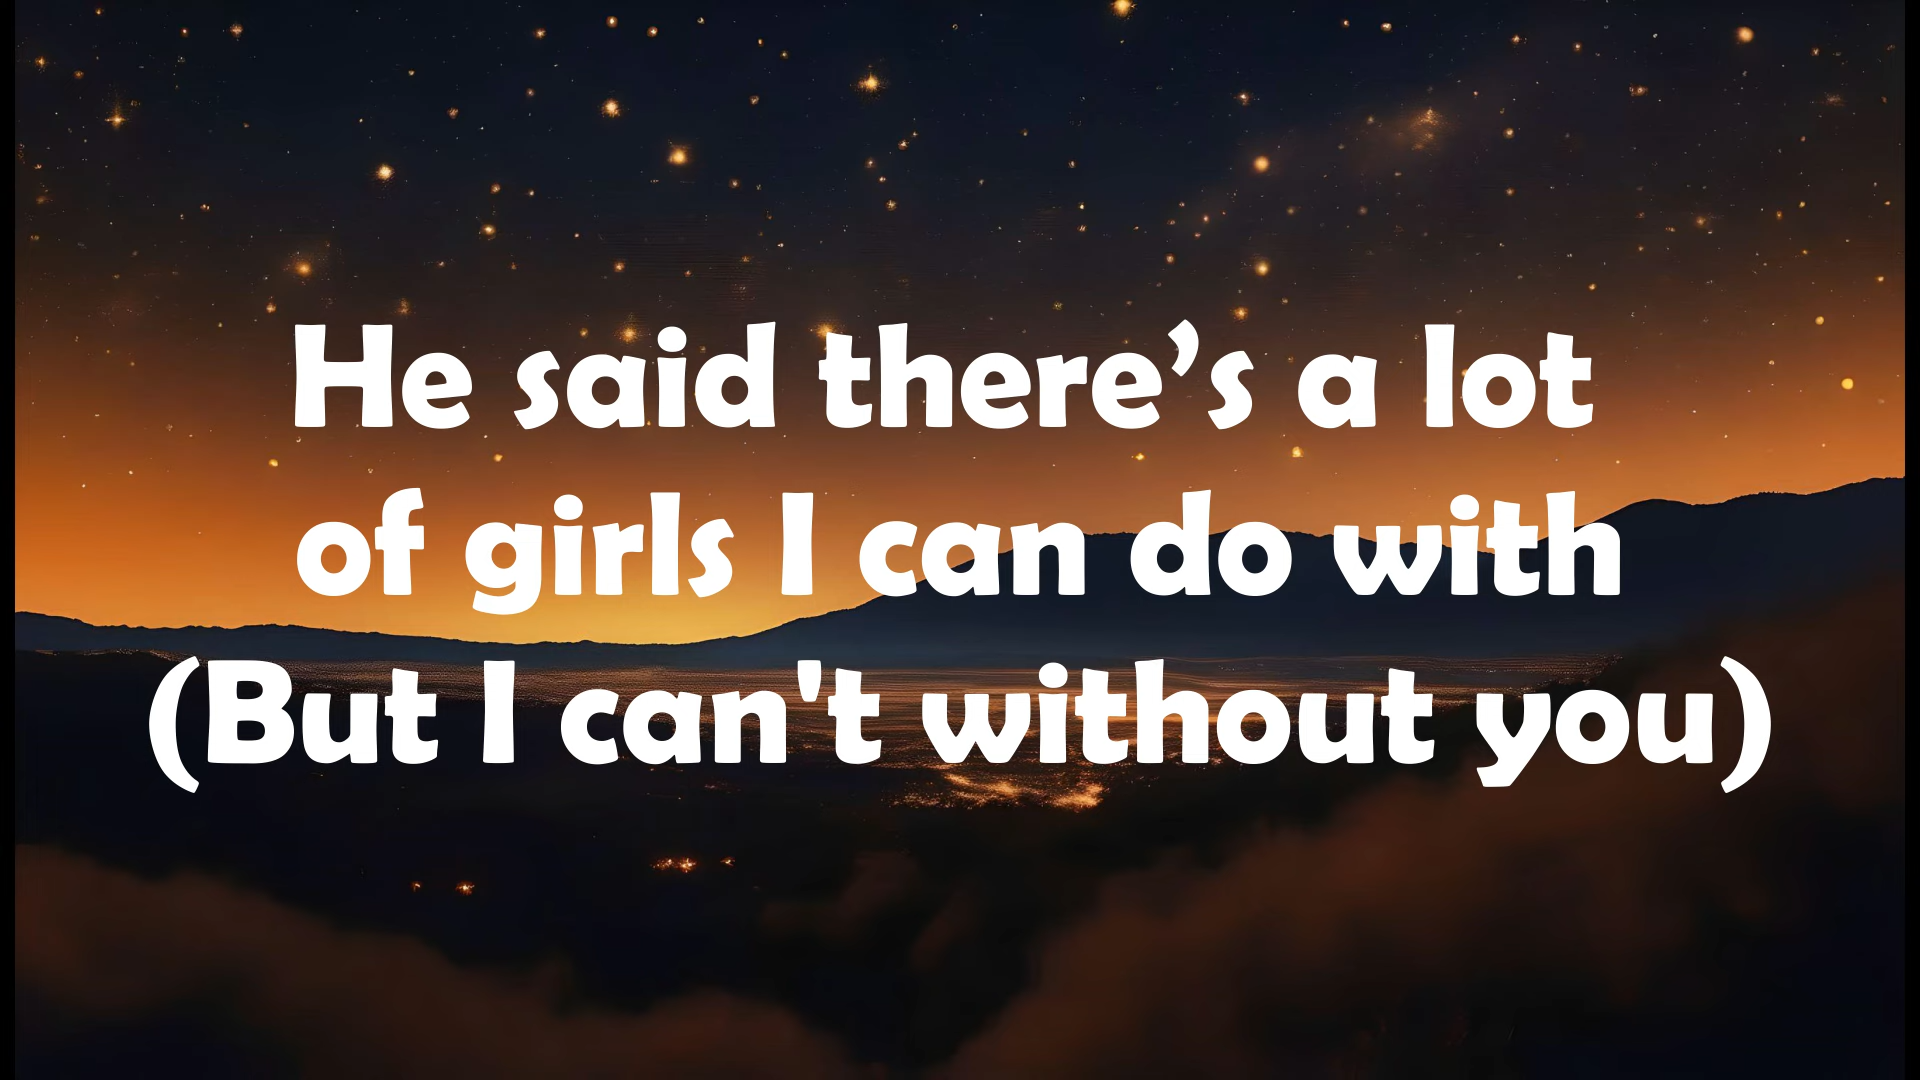 He said there’s a lot
of girls I can do with
(But I can't without you)